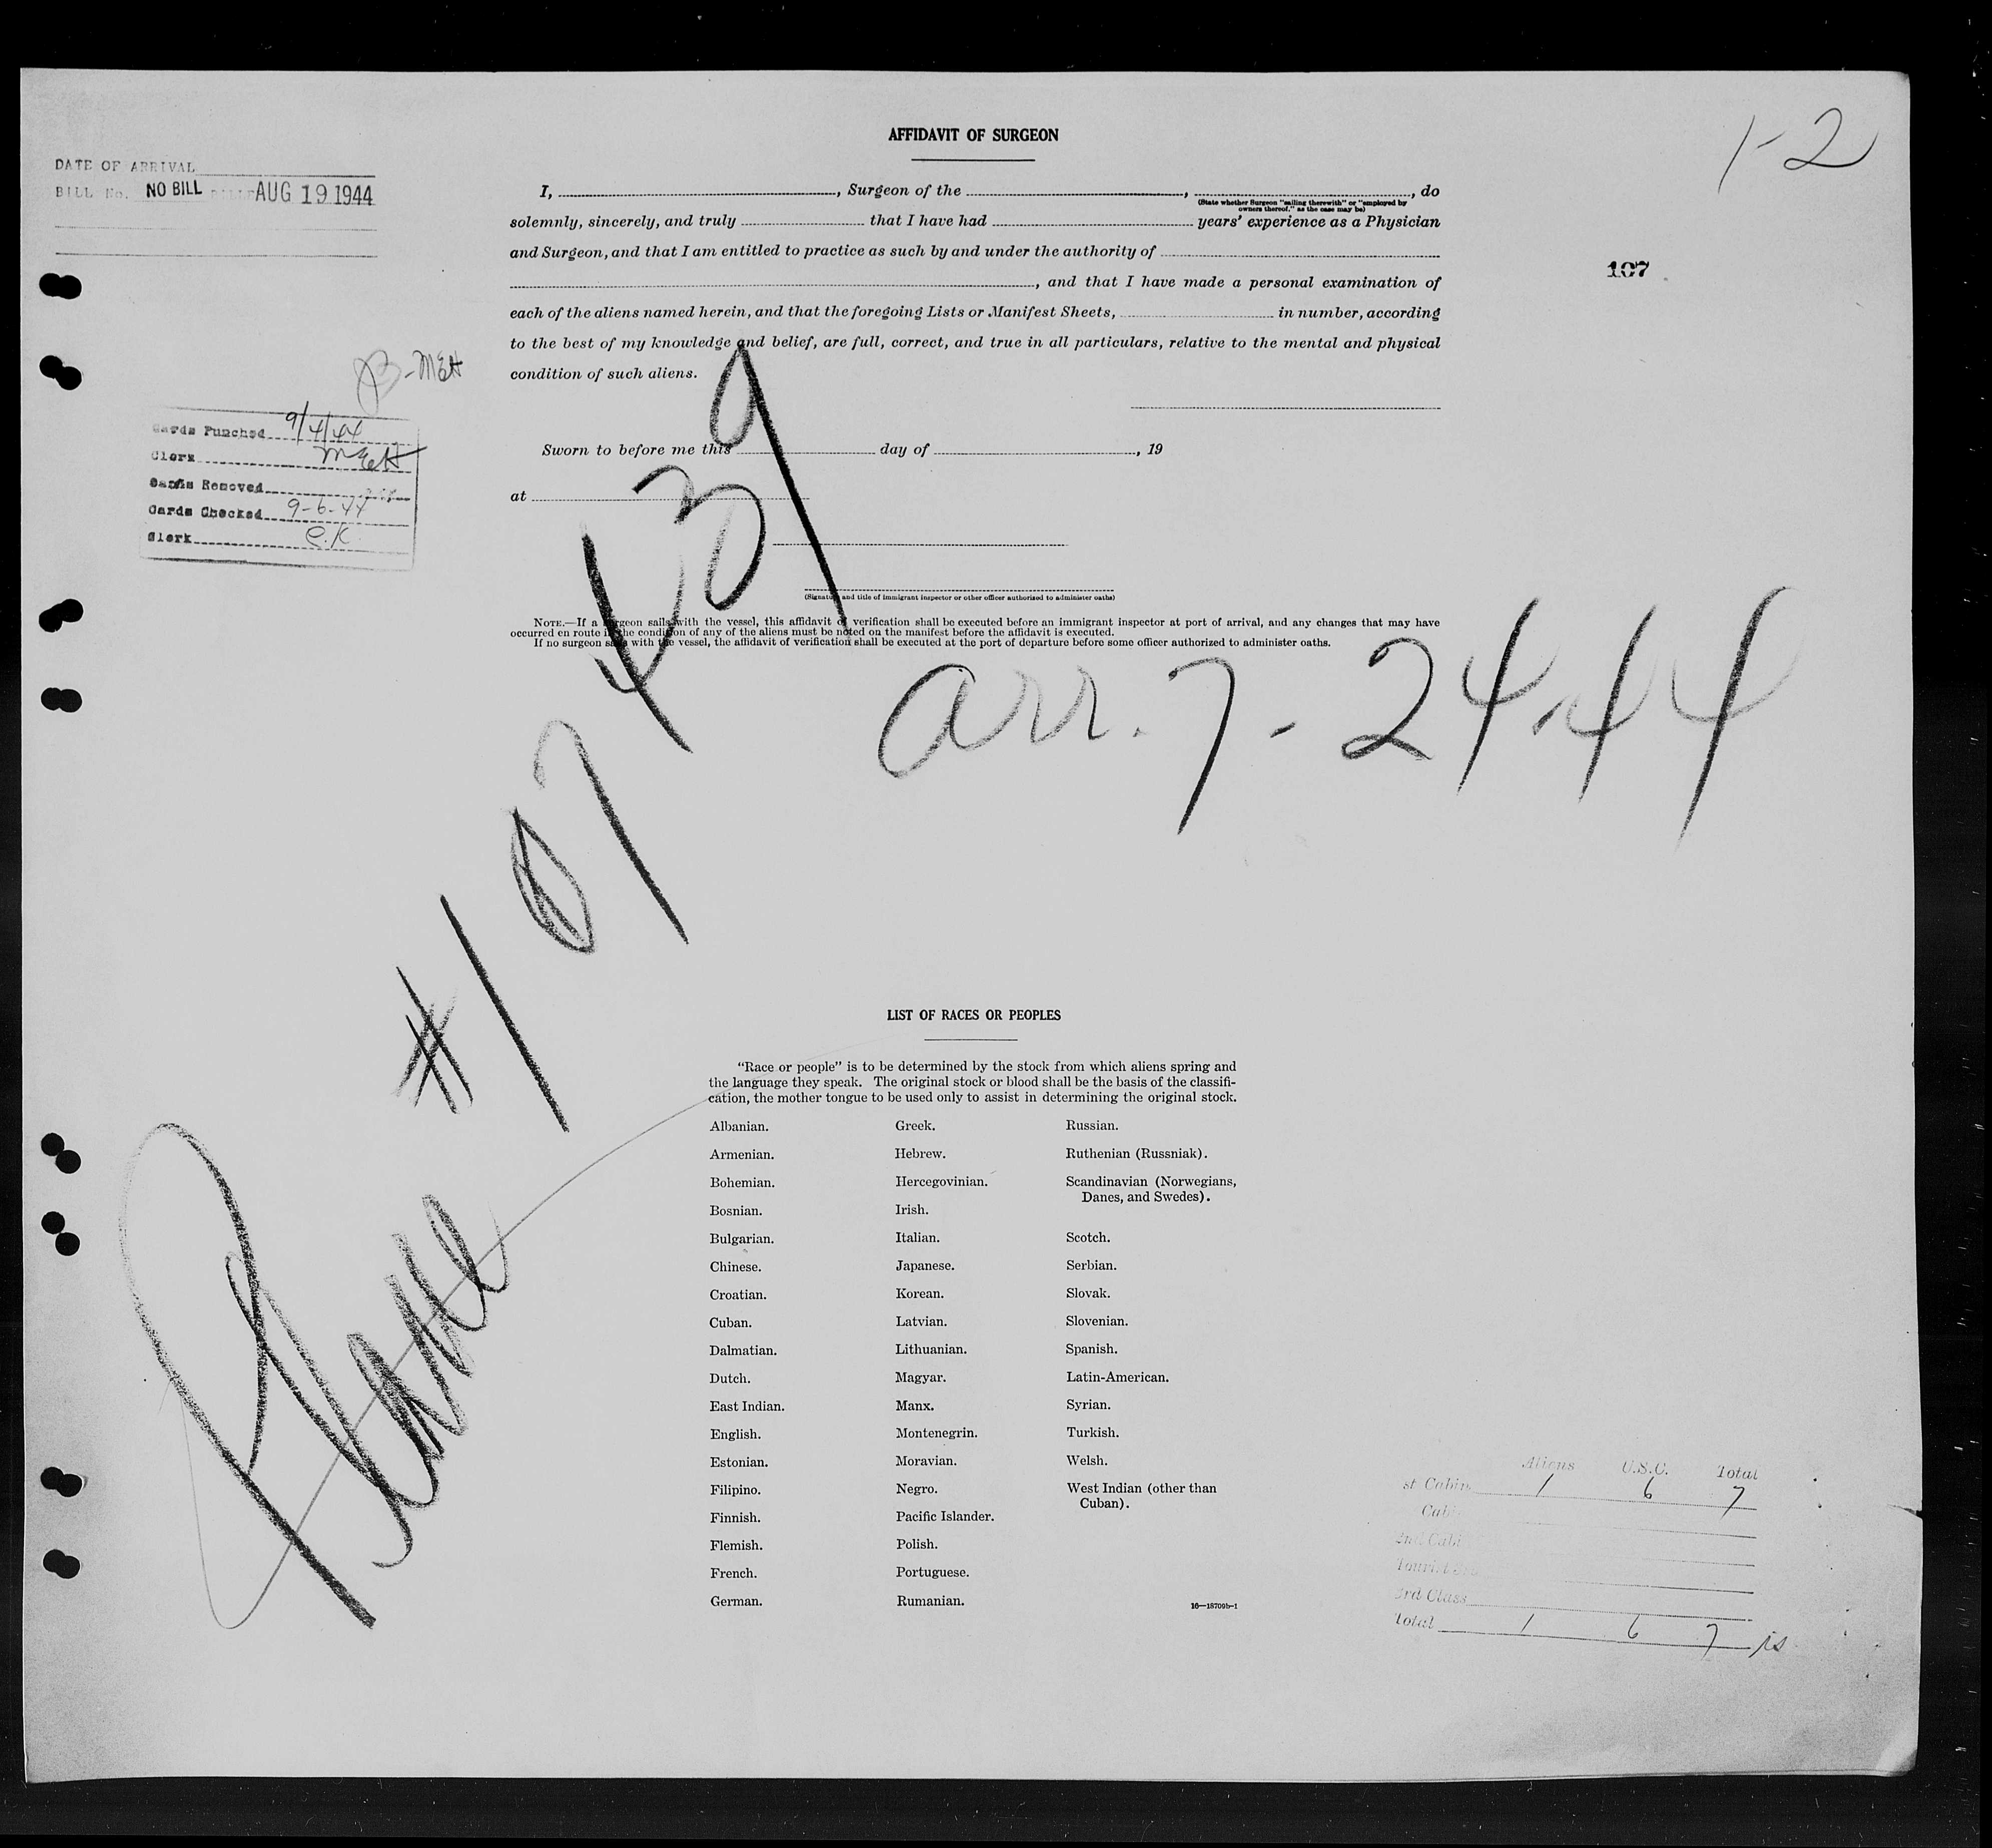 AFFIDAVIT OF SURGEON
1-2
DATE OF ARRIVAL
BILL No. NO BILL AUG 19 1944
I, , Surgeon of the , , do
(State whether Surgeon "sailing therewith" or "employed by
owners thereof," as the case may be)
solemnly, sincerely, and truly that I have had years' experience as a Physician
and Surgeon, and that I am entitled to practice as such by and under the authority of
107
, and that I have made a personal examination of
each of the aliens named herein, and that the foregoing Lists or Manifest Sheets, in number, according
to the best of my knowledge and belief, are full, correct, and true in all particulars, relative to the mental and physical
condition of such aliens.
B-MEH
Cards Punched 9/4/44
Clerk MEH
Cards Removed
Cards Checked 9-6-44
Clerk C.K.
Sworn to before me this day of , 19
at
(Signature and title of immigrant inspector or other officer authorized to administer oaths)
NOTE.—If a surgeon sails with the vessel, this affidavit of verification shall be executed before an immigrant inspector at port of arrival, and any changes that may have
occurred en route in the condition of any of the aliens must be noted on the manifest before the affidavit is executed.
If no surgeon sails with the vessel, the affidavit of verification shall be executed at the port of departure before some officer authorized to administer oaths.
arr. 7-24-44
Plane #107439
LIST OF RACES OR PEOPLES
"Race or people" is to be determined by the stock from which aliens spring and
the language they speak. The original stock or blood shall be the basis of the classifi-
cation, the mother tongue to be used only to assist in determining the original stock.
Albanian. Greek. Russian.
Armenian. Hebrew. Ruthenian (Russniak).
Bohemian. Hercegovinian. Scandinavian (Norwegians,
Danes, and Swedes).
Bosnian. Irish.
Bulgarian. Italian. Scotch.
Chinese. Japanese. Serbian.
Croatian. Korean. Slovak.
Cuban. Latvian. Slovenian.
Dalmatian. Lithuanian. Spanish.
Dutch. Magyar. Latin-American.
East Indian. Manx. Syrian.
English. Montenegrin. Turkish.
Estonian. Moravian. Welsh.
Filipino. Negro. West Indian (other than
Cuban).
Finnish. Pacific Islander.
Flemish. Polish.
French. Portuguese.
German. Rumanian.
16—18709b-1
Aliens U.S.C. Total
st Cabin 1 6 7
Cabi
2nd Cabi
Tourist
3rd Class
Total 1 6 7 js